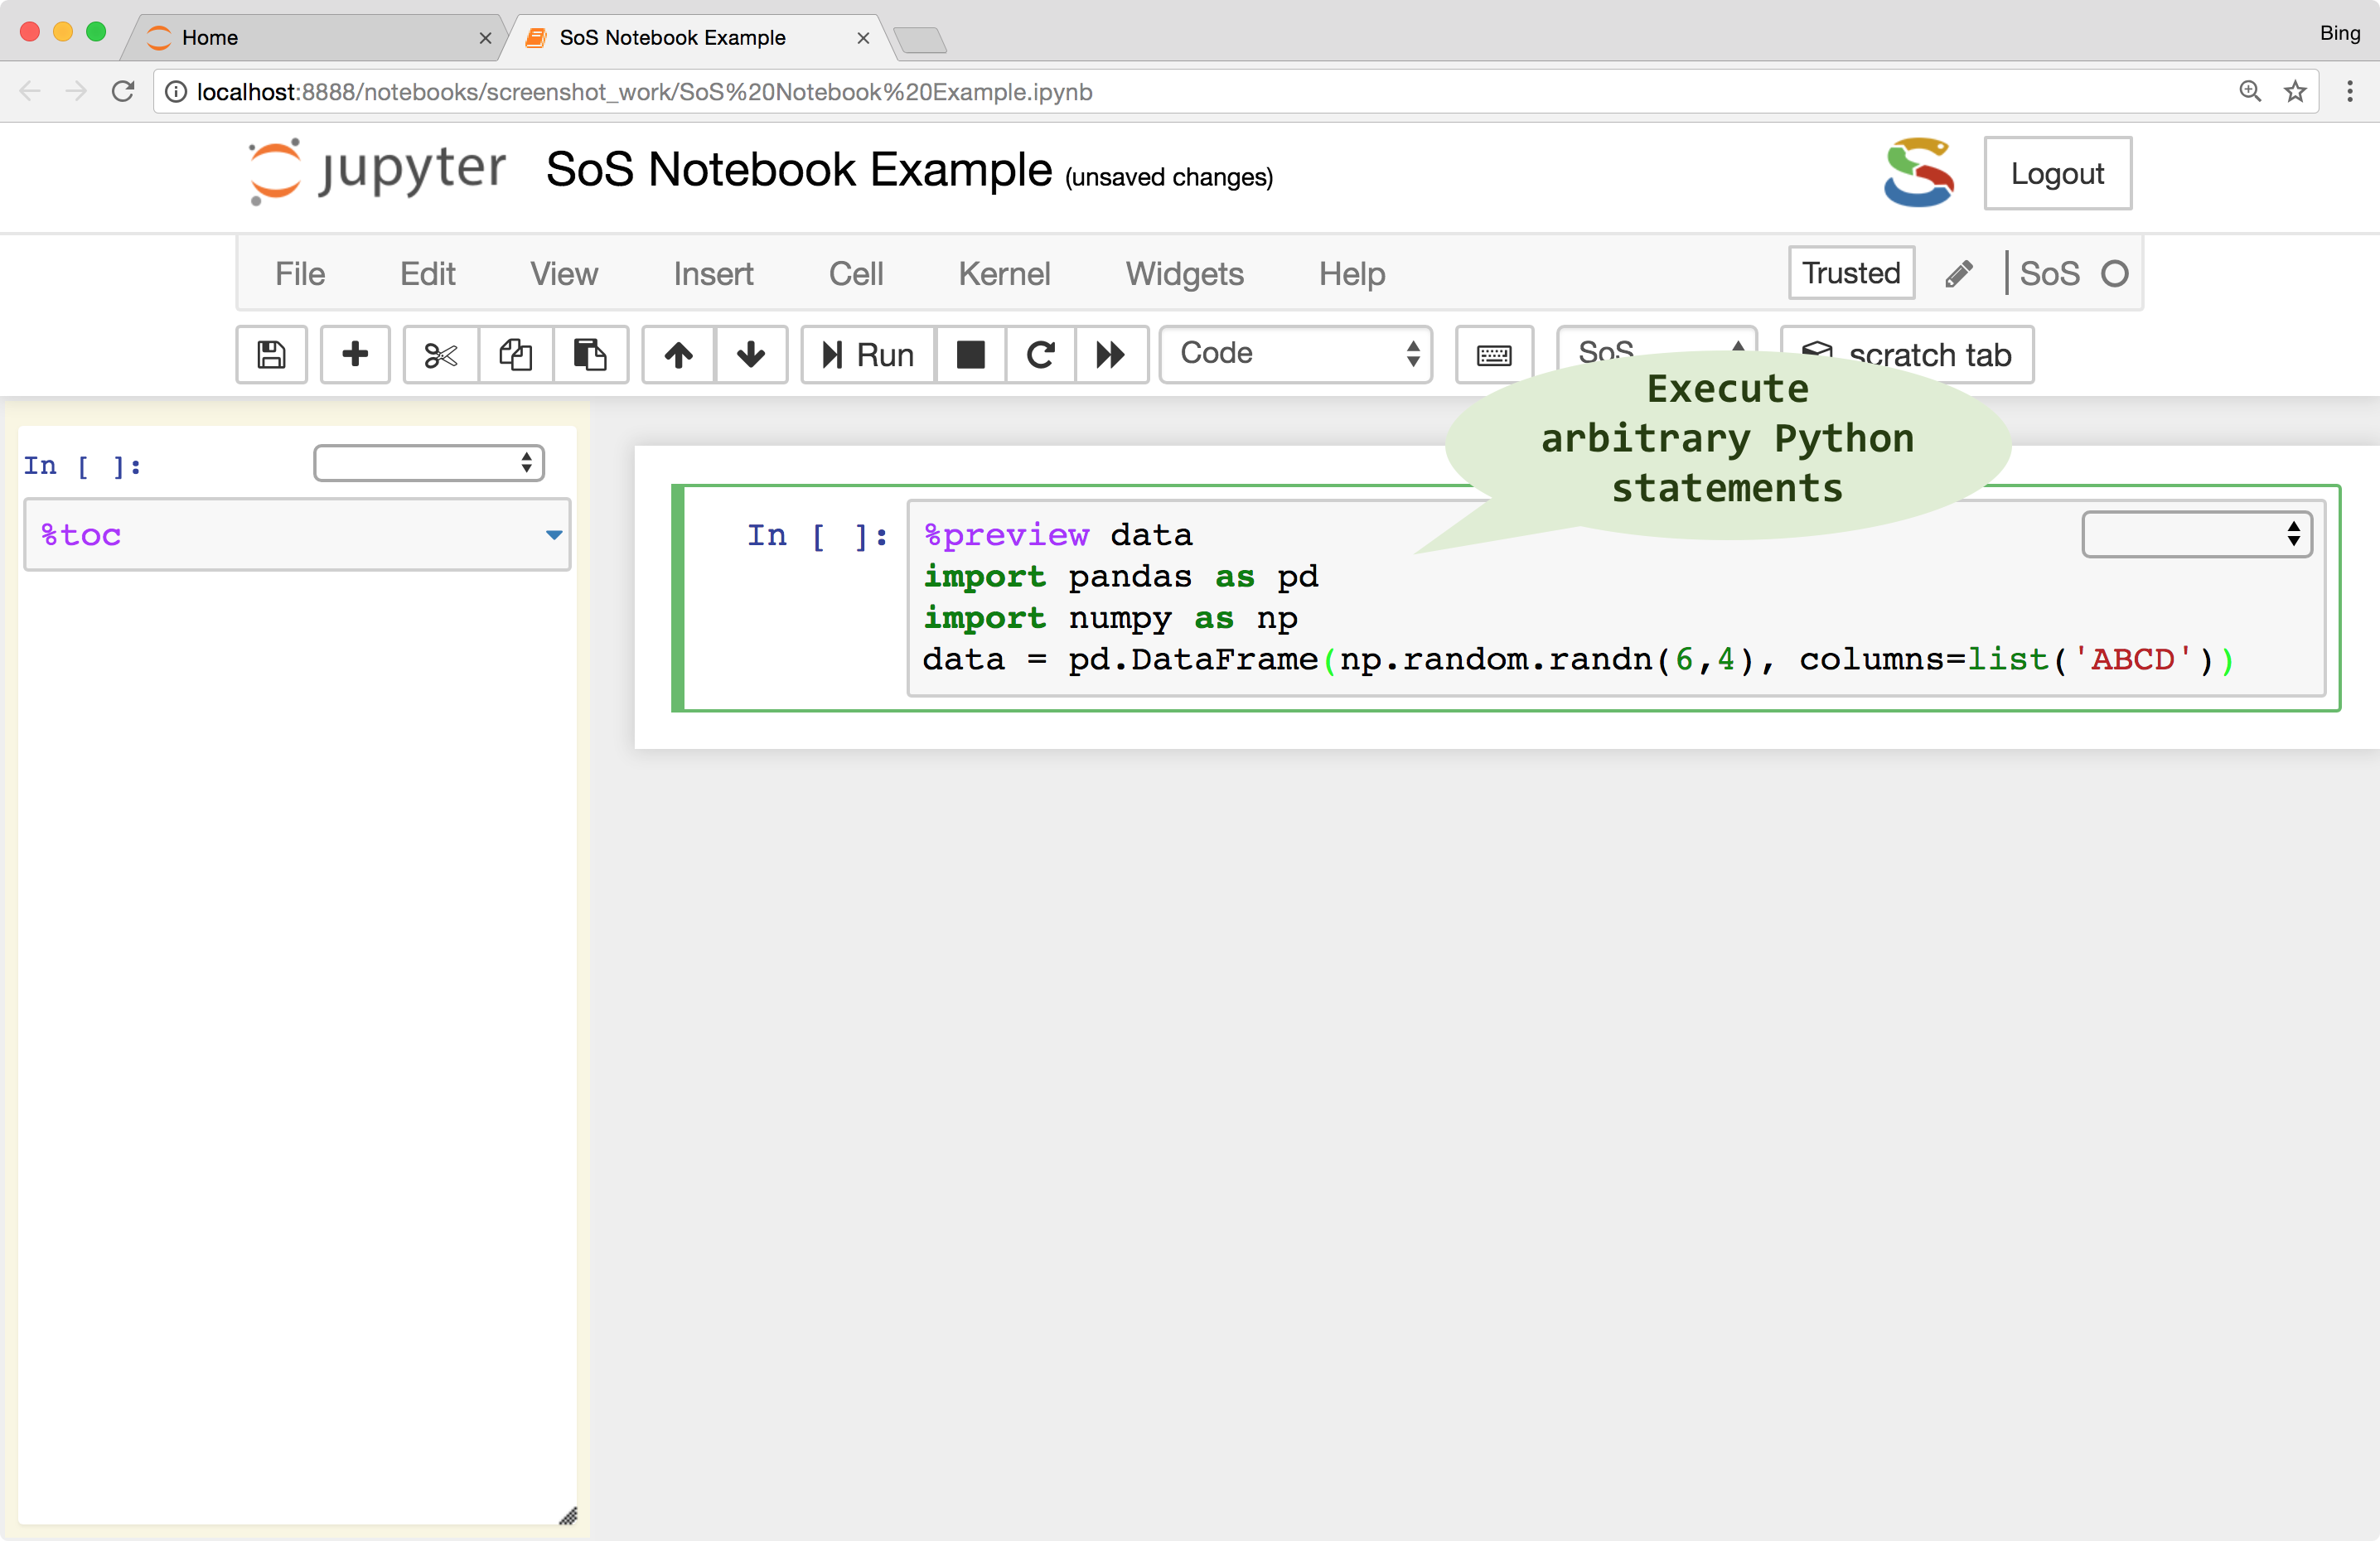 Home
SoS Notebook Example
Bing
localhost:8888/notebooks/screenshot_work/SoS%20Notebook%20Example.ipynb
jupyter SoS Notebook Example (unsaved changes)
Logout
File Edit View Insert Cell Kernel Widgets Help Trusted SoS
Run Code SoS scratch tab
Execute
arbitrary Python
statements
In [ ]:
%toc
In [ ]: %preview data
import pandas as pd
import numpy as np
data = pd.DataFrame(np.random.randn(6,4), columns=list('ABCD'))